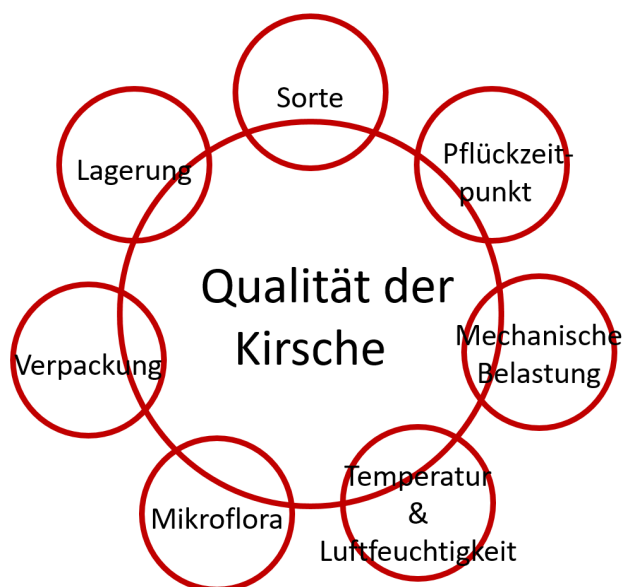 Sorte
Pflückzeit-
punkt
Lagerung
Qualität der
Kirsche
Mechanische
Belastung
Verpackung
Temperatur
&
Luftfeuchtigkeit
Mikroflora